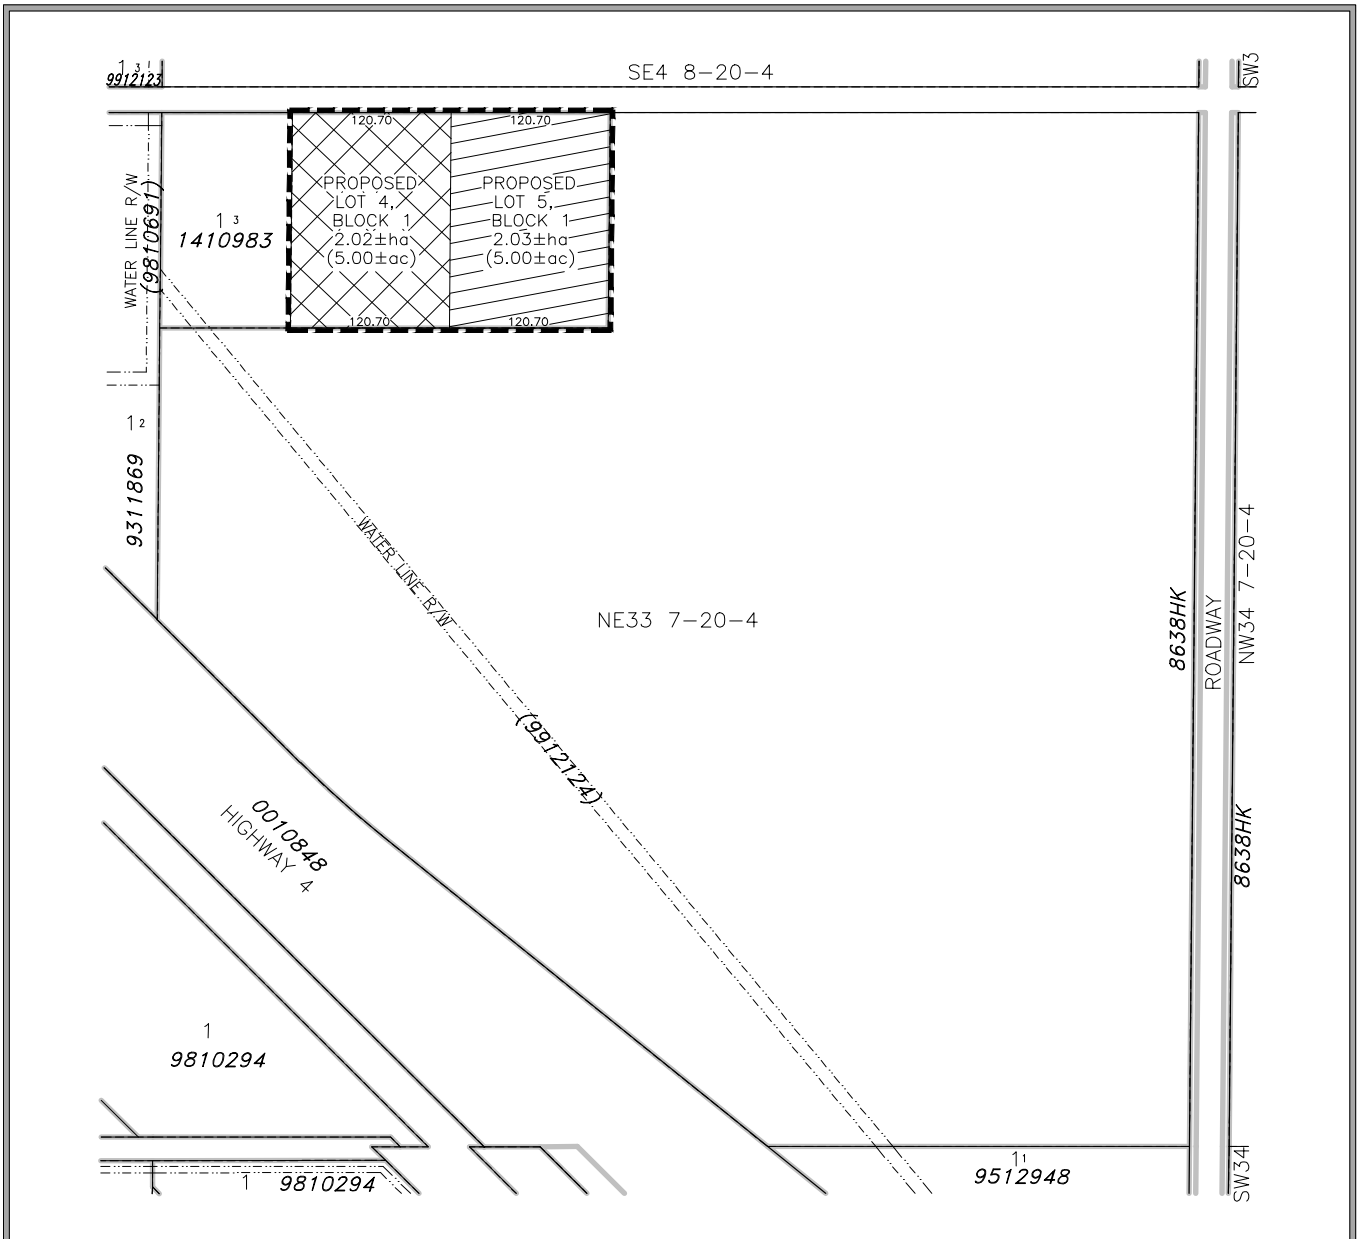 SE4 8-20-4
SW3
1 3
9912123
120.70
120.70
PROPOSED
LOT 4,
BLOCK 1
2.02±ha
(5.00±ac)
PROPOSED
LOT 5,
BLOCK 1
2.03±ha
(5.00±ac)
120.70
120.70
WATER LINE R/W
(9810691)
1 3
1410983
1 2
9311869
WATER LINE R/W
(9912124)
NE33 7-20-4
8638HK
ROADWAY
NW34 7-20-4
8638HK
0010848
HIGHWAY 4
1
9810294
1
9810294
1 1
9512948
SW34